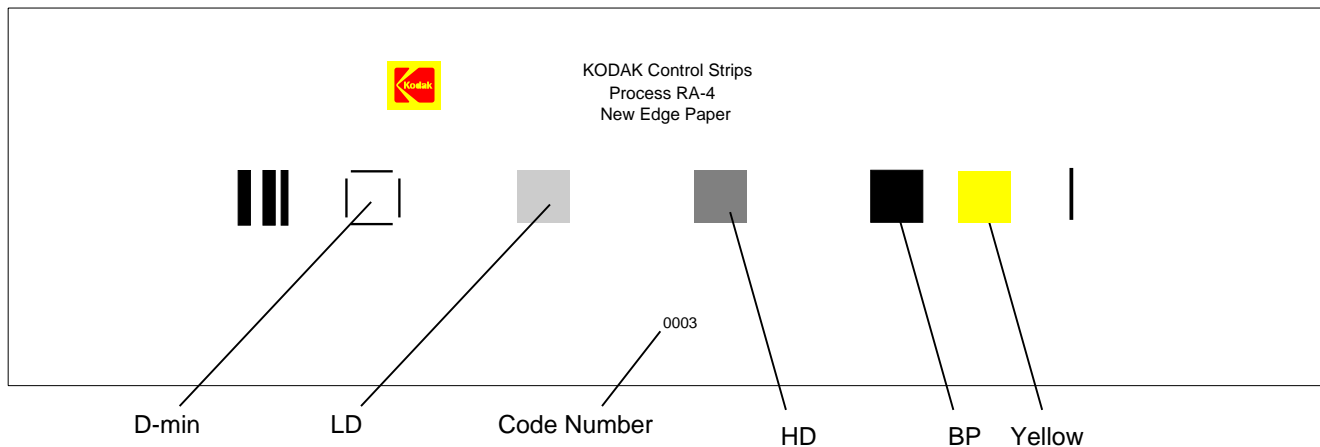 Kodak
KODAK Control Strips
Process RA-4
New Edge Paper
0003
D-min
LD
Code Number
HD
BP
Yellow